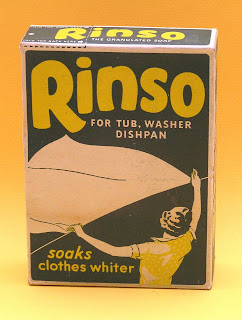 Rinso
THE GRANULATED SOAP
Rinso
FOR TUB, WASHER
DISHPAN
soaks
clothes whiter